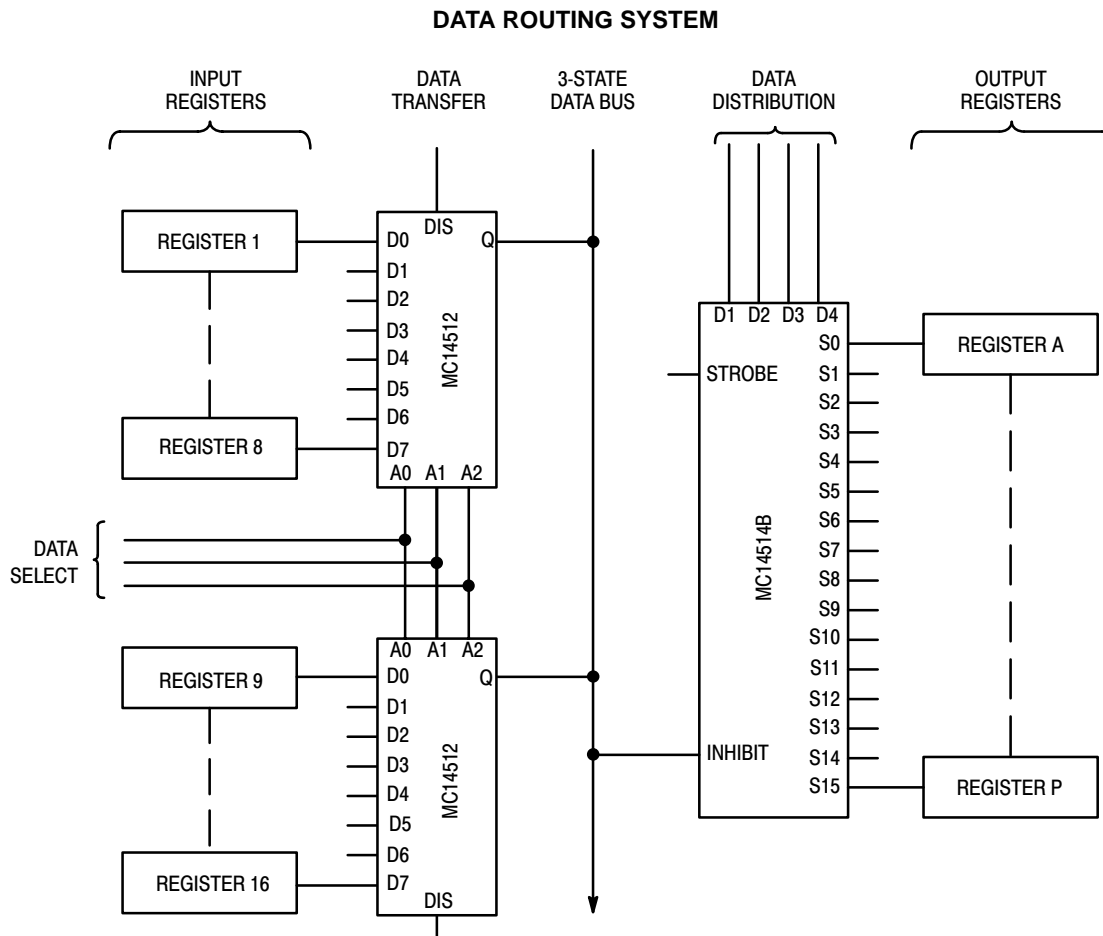 DATA ROUTING SYSTEM
INPUT
REGISTERS
DATA
TRANSFER
3-STATE
DATA BUS
DATA
DISTRIBUTION
OUTPUT
REGISTERS
REGISTER 1
REGISTER 8
DIS
D0
D1
D2
D3
D4
D5
D6
D7
Q
MC14512
A0 A1 A2
DATA
SELECT
A0 A1 A2
REGISTER 9
REGISTER 16
D0
D1
D2
D3
D4
D5
D6
D7
Q
MC14512
DIS
D1 D2 D3 D4
STROBE
MC14514B
INHIBIT
S0
S1
S2
S3
S4
S5
S6
S7
S8
S9
S10
S11
S12
S13
S14
S15
REGISTER A
REGISTER P